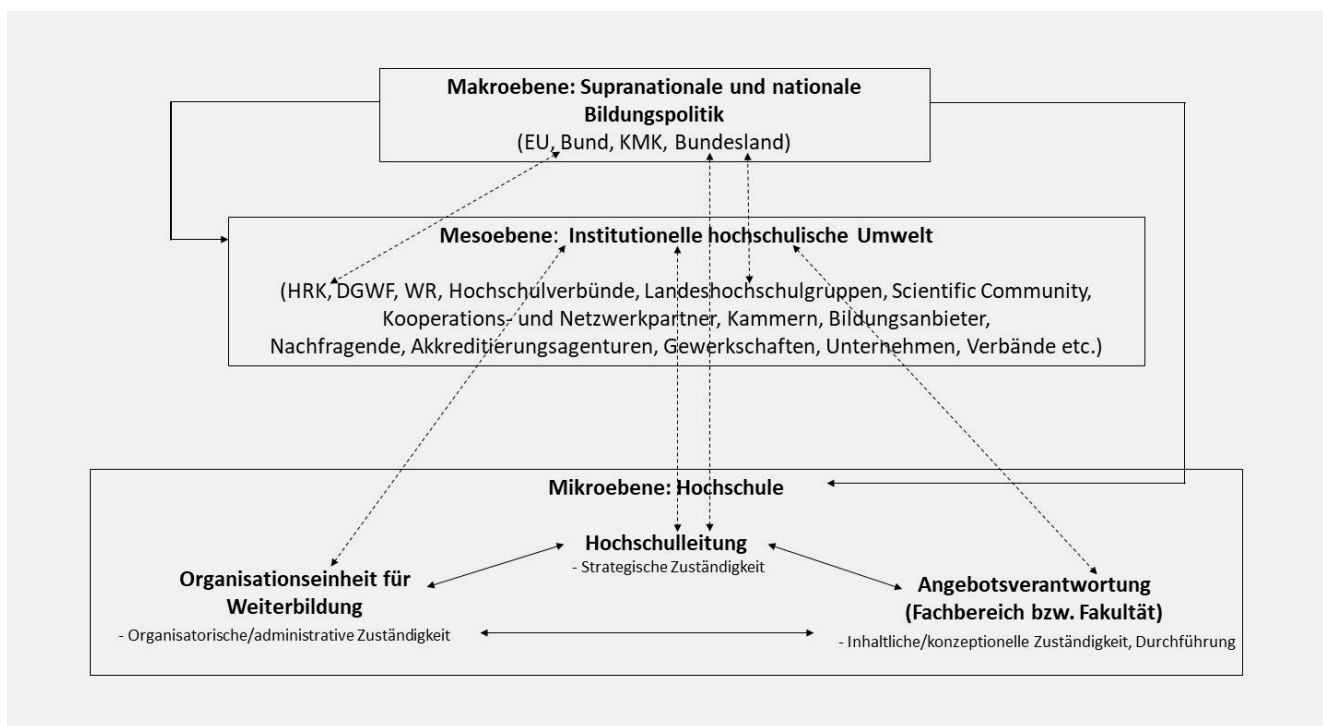 Makroebene: Supranationale und nationale
Bildungspolitik
(EU, Bund, KMK, Bundesland)
Mesoebene: Institutionelle hochschulische Umwelt
(HRK, DGWF, WR, Hochschulverbünde, Landeshochschulgruppen, Scientific Community,
Kooperations- und Netzwerkpartner, Kammern, Bildungsanbieter,
Nachfragende, Akkreditierungsagenturen, Gewerkschaften, Unternehmen, Verbände etc.)
Mikroebene: Hochschule
Hochschulleitung
- Strategische Zuständigkeit
Organisationseinheit für
Weiterbildung
- Organisatorische/administrative Zuständigkeit
Angebotsverantwortung
(Fachbereich bzw. Fakultät)
- Inhaltliche/konzeptionelle Zuständigkeit, Durchführung